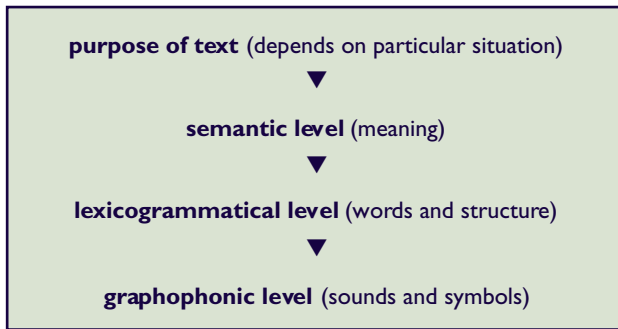 purpose of text (depends on particular situation)
semantic level (meaning)
lexicogrammatical level (words and structure)
graphophonic level (sounds and symbols)